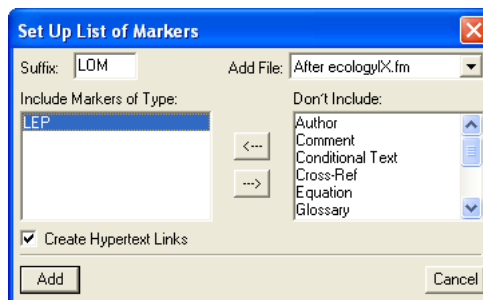 Set Up List of Markers
Suffix: LOM Add File: After ecologyIX.fm
Include Markers of Type: Don't Include:
LEP
Author
Comment
Conditional Text
Cross-Ref
Equation
Glossary
<---
--->
Create Hypertext Links
Add Cancel